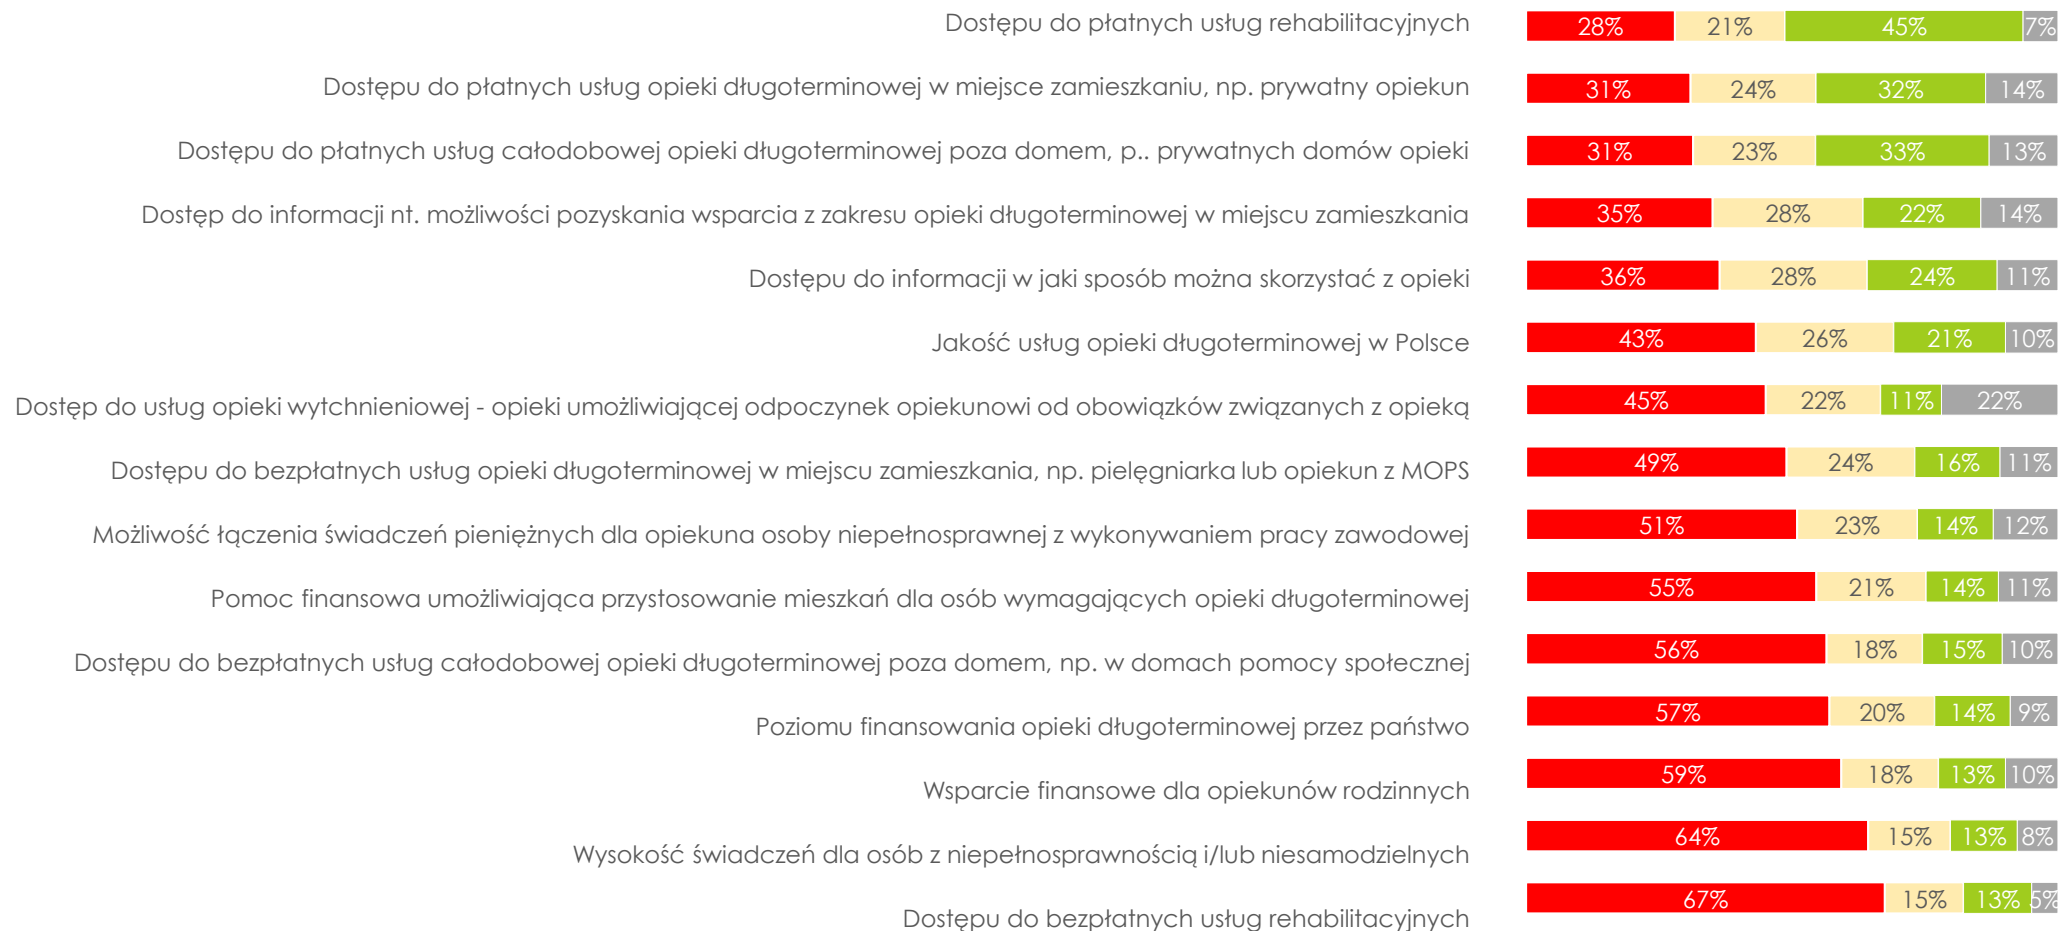 Dostępu do płatnych usług rehabilitacyjnych 28% 21% 45% 7%
Dostępu do płatnych usług opieki długoterminowej w miejsce zamieszkaniu, np. prywatny opiekun 31% 24% 32% 14%
Dostępu do płatnych usług całodobowej opieki długoterminowej poza domem, p.. prywatnych domów opieki 31% 23% 33% 13%
Dostęp do informacji nt. możliwości pozyskania wsparcia z zakresu opieki długoterminowej w miejscu zamieszkania 35% 28% 22% 14%
Dostępu do informacji w jaki sposób można skorzystać z opieki 36% 28% 24% 11%
Jakość usług opieki długoterminowej w Polsce 43% 26% 21% 10%
Dostęp do usług opieki wytchnieniowej - opieki umożliwiającej odpoczynek opiekunowi od obowiązków związanych z opieką 45% 22% 11% 22%
Dostępu do bezpłatnych usług opieki długoterminowej w miejscu zamieszkania, np. pielęgniarka lub opiekun z MOPS 49% 24% 16% 11%
Możliwość łączenia świadczeń pieniężnych dla opiekuna osoby niepełnosprawnej z wykonywaniem pracy zawodowej 51% 23% 14% 12%
Pomoc finansowa umożliwiająca przystosowanie mieszkań dla osób wymagających opieki długoterminowej 55% 21% 14% 11%
Dostępu do bezpłatnych usług całodobowej opieki długoterminowej poza domem, np. w domach pomocy społecznej 56% 18% 15% 10%
Poziomu finansowania opieki długoterminowej przez państwo 57% 20% 14% 9%
Wsparcie finansowe dla opiekunów rodzinnych 59% 18% 13% 10%
Wysokość świadczeń dla osób z niepełnosprawnością i/lub niesamodzielnych 64% 15% 13% 8%
Dostępu do bezpłatnych usług rehabilitacyjnych 67% 15% 13% 5%